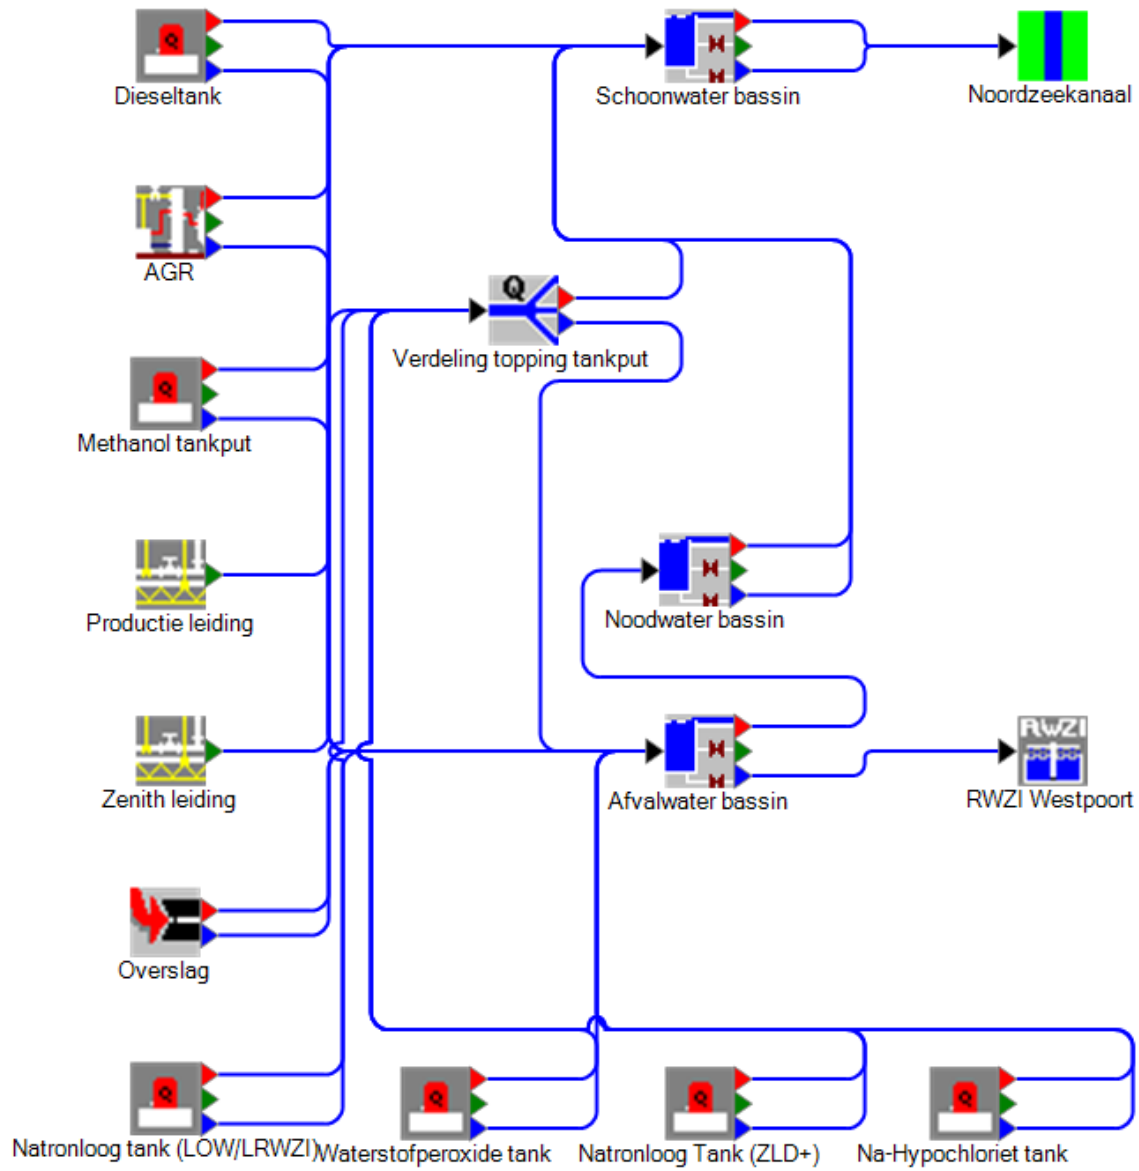 Q
Dieseltank
Schoonwater bassin
Noordzeekanaal
AGR
Q
Verdeling topping tankput
Q
Methanol tankput
Productie leiding
Noodwater bassin
Zenith leiding
Afvalwater bassin
RWZI
RWZI Westpoort
Overslag
Q
Natronloog tank (LOW/LRWZI)
Q
Waterstofperoxide tank
Q
Natronloog Tank (ZLD+)
Q
Na-Hypochloriet tank